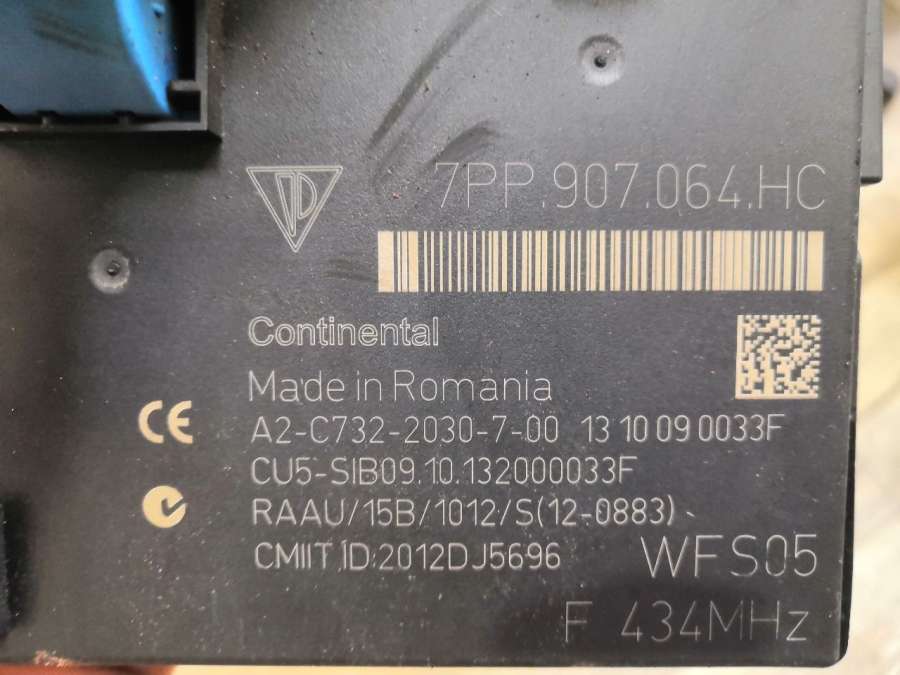 7PP.907.064.HC
Continental
Made in Romania
A2-C732-2030-7-00 13 10 09 0033F
CE
CU5-SIB09.10.132000033F
RAAU/15B/1012/S(12-0883)
CMIIT ID:2012DJ5696
WFS05
F 434MHz